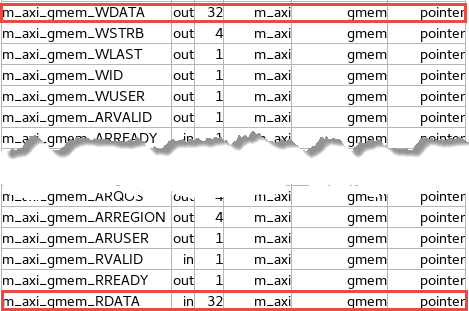 m_axi_gmem_WDATA out 32 m_axi gmem pointer
m_axi_gmem_WSTRB out 4 m_axi gmem pointer
m_axi_gmem_WLAST out 1 m_axi gmem pointer
m_axi_gmem_WID out 1 m_axi gmem pointer
m_axi_gmem_WUSER out 1 m_axi gmem pointer
m_axi_gmem_ARVALID out 1 m_axi gmem pointer
m_axi_gmem_ARREADY in 1 m_axi gmem pointer
m_axi_gmem_ARQOS out 4 m_axi gmem pointer
m_axi_gmem_ARREGION out 4 m_axi gmem pointer
m_axi_gmem_ARUSER out 1 m_axi gmem pointer
m_axi_gmem_RVALID in 1 m_axi gmem pointer
m_axi_gmem_RREADY out 1 m_axi gmem pointer
m_axi_gmem_RDATA in 32 m_axi gmem pointer